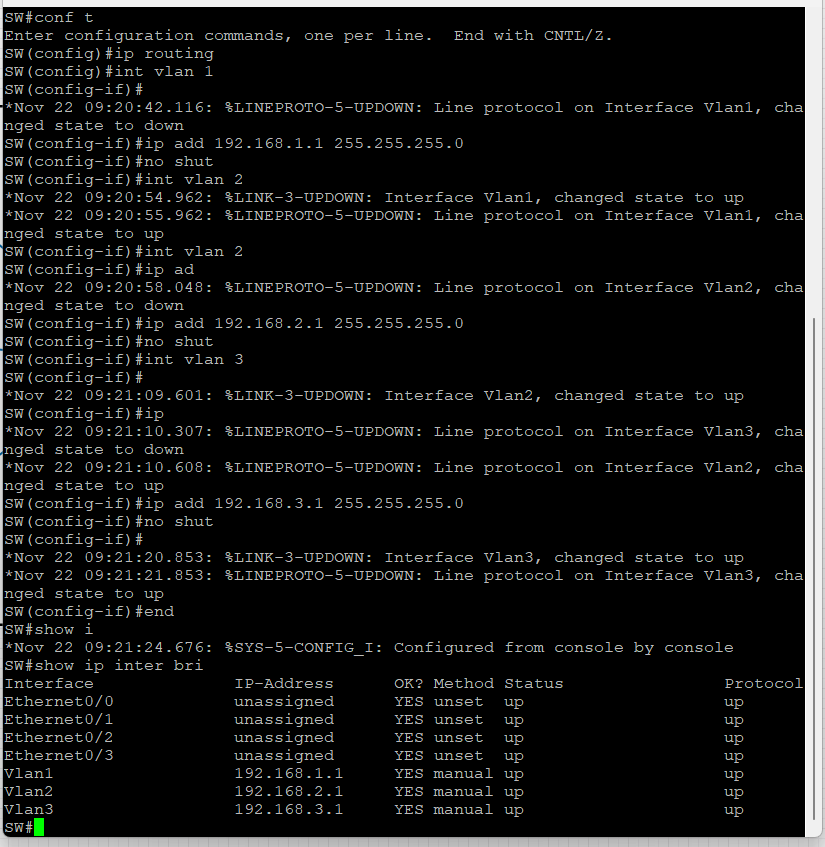 SW#conf t
Enter configuration commands, one per line.  End with CNTL/Z.
SW(config)#ip routing
SW(config)#int vlan 1
SW(config-if)#
*Nov 22 09:20:42.116: %LINEPROTO-5-UPDOWN: Line protocol on Interface Vlan1, cha
nged state to down
SW(config-if)#ip add 192.168.1.1 255.255.255.0
SW(config-if)#no shut
SW(config-if)#int vlan 2
*Nov 22 09:20:54.962: %LINK-3-UPDOWN: Interface Vlan1, changed state to up
*Nov 22 09:20:55.962: %LINEPROTO-5-UPDOWN: Line protocol on Interface Vlan1, cha
nged state to up
SW(config-if)#int vlan 2
SW(config-if)#ip ad
*Nov 22 09:20:58.048: %LINEPROTO-5-UPDOWN: Line protocol on Interface Vlan2, cha
nged state to down
SW(config-if)#ip add 192.168.2.1 255.255.255.0
SW(config-if)#no shut
SW(config-if)#int vlan 3
SW(config-if)#
*Nov 22 09:21:09.601: %LINK-3-UPDOWN: Interface Vlan2, changed state to up
SW(config-if)#ip
*Nov 22 09:21:10.307: %LINEPROTO-5-UPDOWN: Line protocol on Interface Vlan3, cha
nged state to down
*Nov 22 09:21:10.608: %LINEPROTO-5-UPDOWN: Line protocol on Interface Vlan2, cha
nged state to up
SW(config-if)#ip add 192.168.3.1 255.255.255.0
SW(config-if)#no shut
SW(config-if)#
*Nov 22 09:21:20.853: %LINK-3-UPDOWN: Interface Vlan3, changed state to up
*Nov 22 09:21:21.853: %LINEPROTO-5-UPDOWN: Line protocol on Interface Vlan3, cha
nged state to up
SW(config-if)#end
SW#show i
*Nov 22 09:21:24.676: %SYS-5-CONFIG_I: Configured from console by console
SW#show ip inter bri
Interface              IP-Address      OK? Method Status                Protocol
Ethernet0/0            unassigned      YES unset  up                    up
Ethernet0/1            unassigned      YES unset  up                    up
Ethernet0/2            unassigned      YES unset  up                    up
Ethernet0/3            unassigned      YES unset  up                    up
Vlan1                  192.168.1.1     YES manual up                    up
Vlan2                  192.168.2.1     YES manual up                    up
Vlan3                  192.168.3.1     YES manual up                    up
SW#